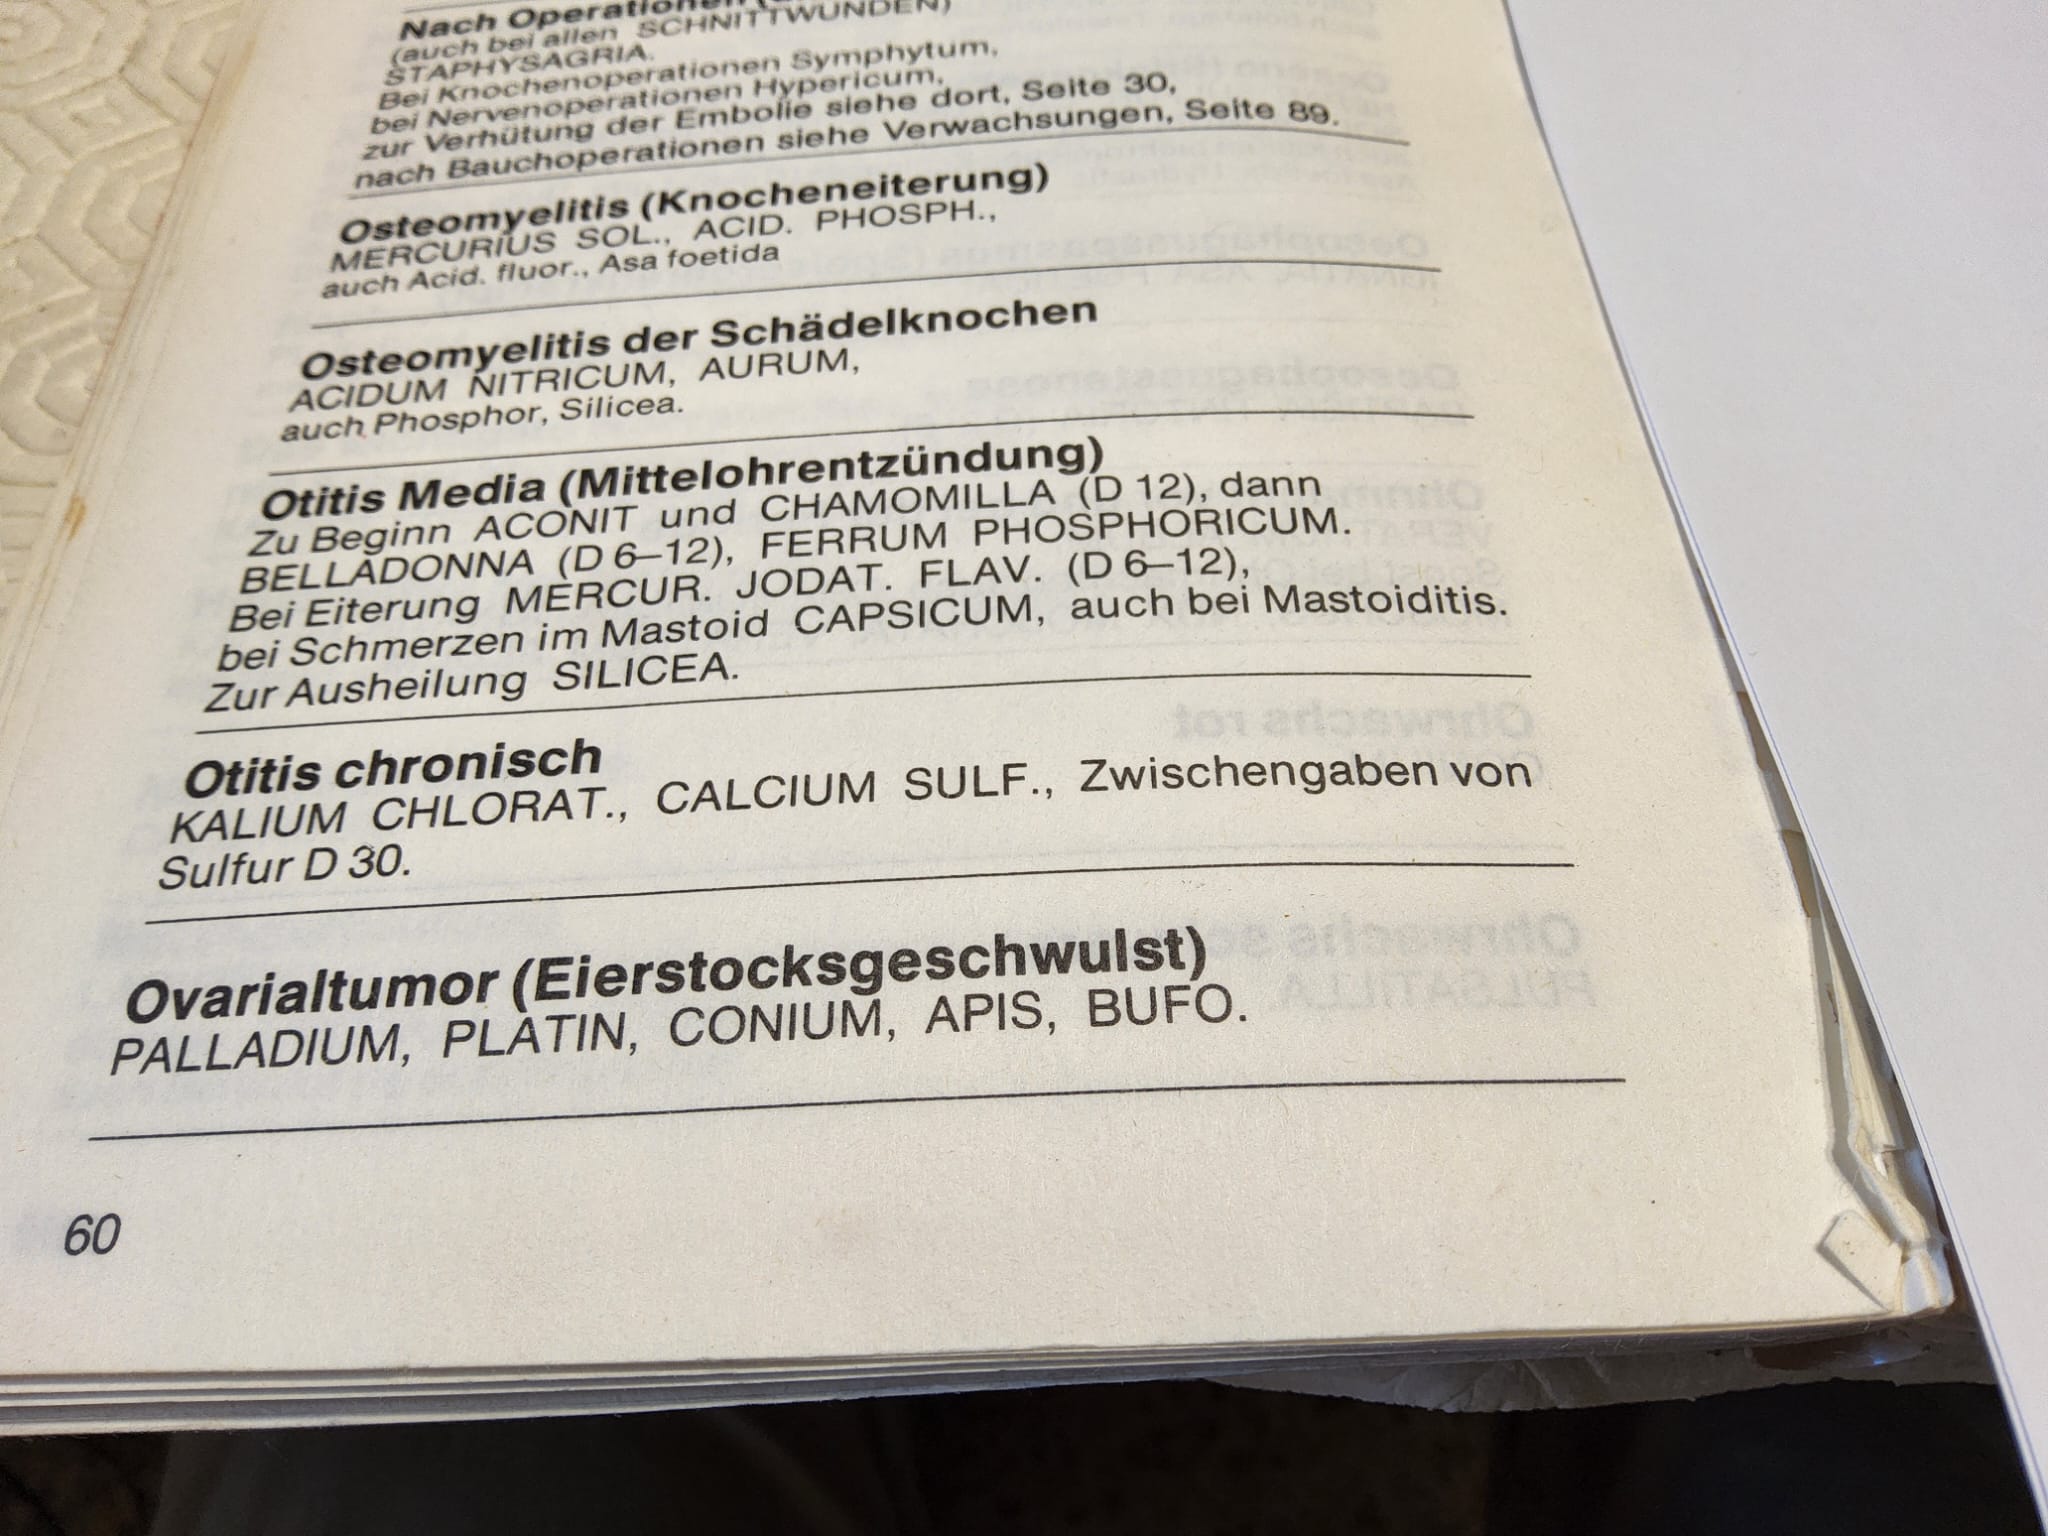 Nach Operationen
(auch bei allen SCHNITTWUNDEN)
STAPHYSAGRIA.
Bei Knochenoperationen Symphytum,
bei Nervenoperationen Hypericum,
zur Verhütung der Embolie siehe dort, Seite 30,
nach Bauchoperationen siehe Verwachsungen, Seite 89.
Osteomyelitis (Knocheneiterung)
MERCURIUS SOL., ACID. PHOSPH.,
auch Acid. fluor., Asa foetida
Osteomyelitis der Schädelknochen
ACIDUM NITRICUM, AURUM,
auch Phosphor, Silicea.
Otitis Media (Mittelohrentzündung)
Zu Beginn ACONIT und CHAMOMILLA (D 12), dann
BELLADONNA (D 6–12), FERRUM PHOSPHORICUM.
Bei Eiterung MERCUR. JODAT. FLAV. (D 6–12),
bei Schmerzen im Mastoid CAPSICUM, auch bei Mastoiditis.
Zur Ausheilung SILICEA.
Otitis chronisch
KALIUM CHLORAT., CALCIUM SULF., Zwischengaben von
Sulfur D 30.
Ovarialtumor (Eierstocksgeschwulst)
PALLADIUM, PLATIN, CONIUM, APIS, BUFO.
60